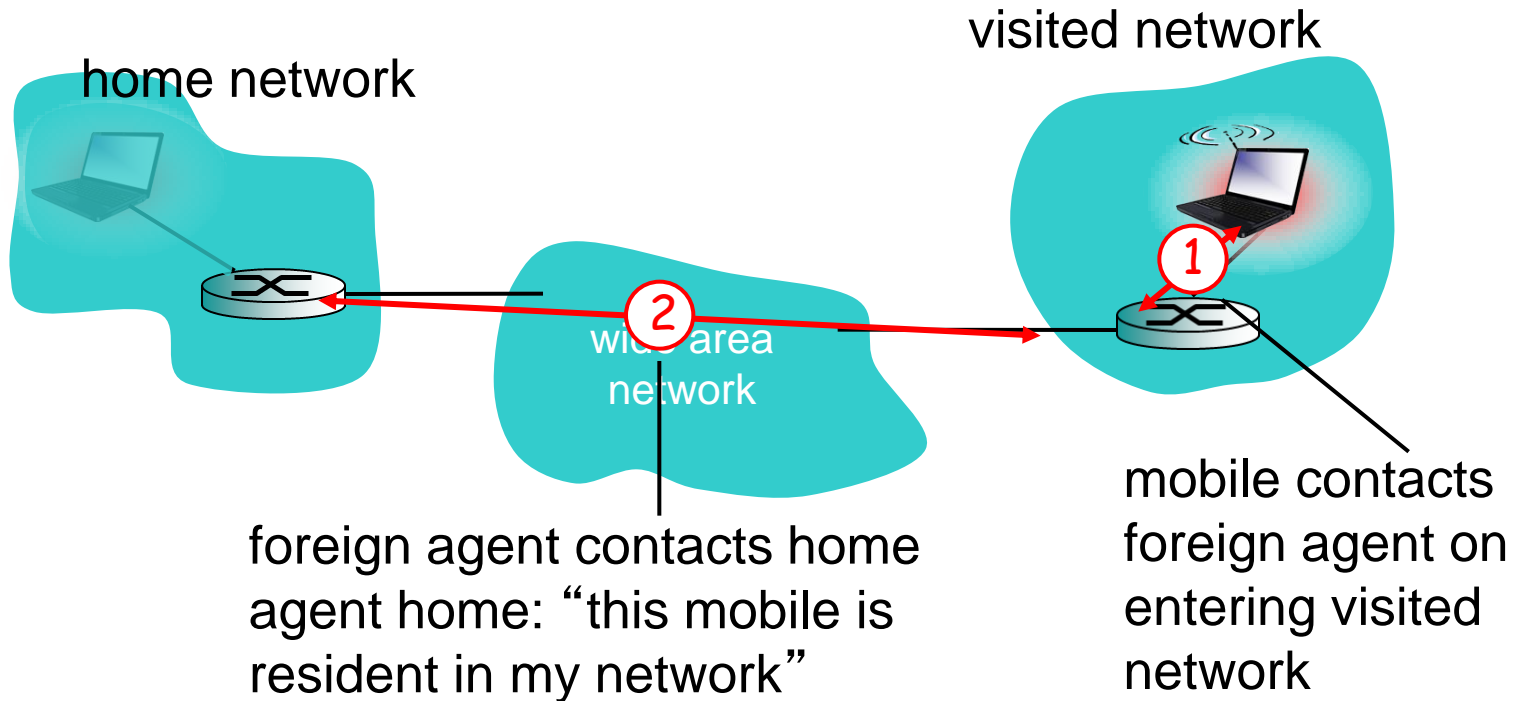 visited network
home network
1
2
wide area
network
foreign agent contacts home
agent home: “this mobile is
resident in my network”
mobile contacts
foreign agent on
entering visited
network